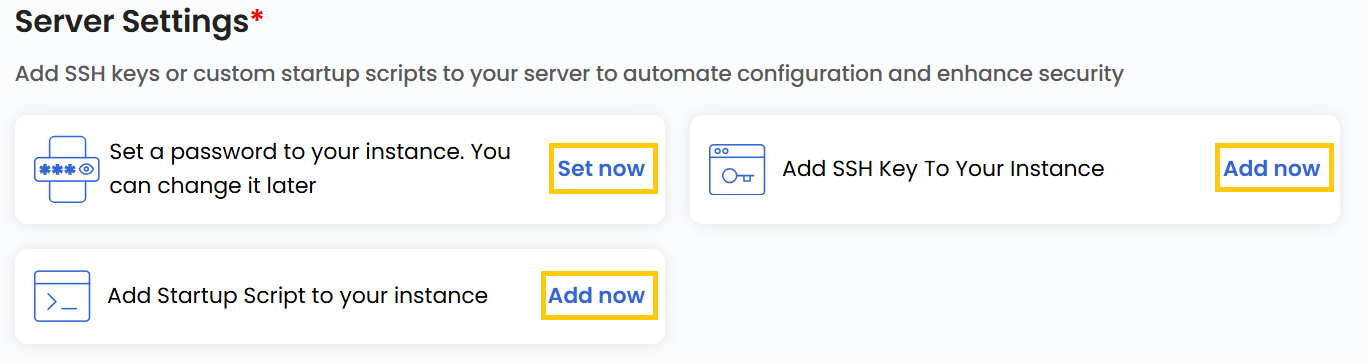 Server Settings*
Add SSH keys or custom startup scripts to your server to automate configuration and enhance security
Set a password to your instance. You
can change it later
Set now
Add SSH Key To Your Instance
Add now
Add Startup Script to your instance
Add now